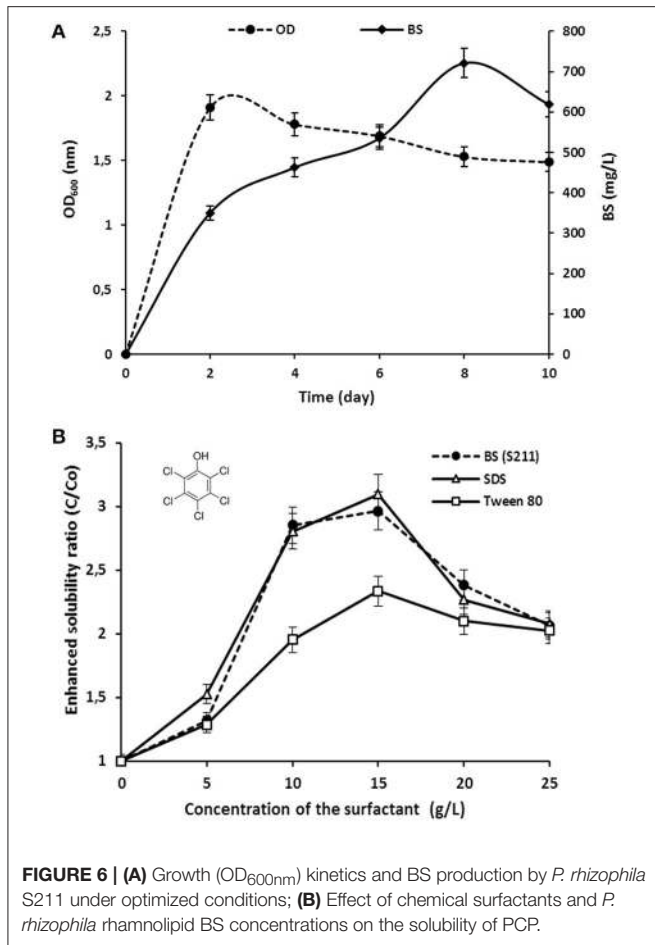 A
OD BS
2,5
2
1,5
1
0,5
0
OD600 (nm)
800
700
600
500
400
300
200
100
0
BS (mg/L)
0 2 4 6 8 10
Time (day)
B
OH
Cl Cl
Cl Cl
Cl
BS (S211)
SDS
Tween 80
3,5
3
2,5
2
1,5
1
Enhanced solubility ratio (C/Co)
0 5 10 15 20 25
Concentration of the surfactant (g/L)
FIGURE 6 | (A) Growth (OD600nm) kinetics and BS production by P. rhizophila
S211 under optimized conditions; (B) Effect of chemical surfactants and P.
rhizophila rhamnolipid BS concentrations on the solubility of PCP.